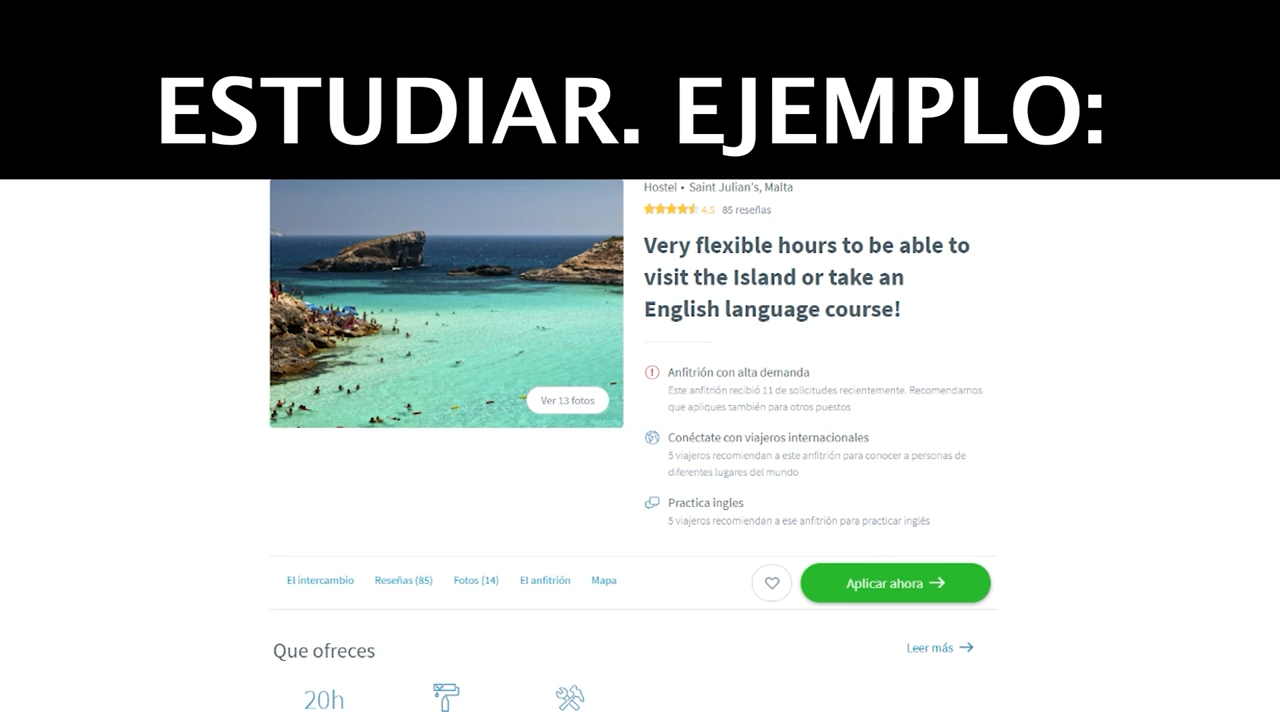 ESTUDIAR. EJEMPLO:
Hostel • Saint Julian's, Malta
4.5 85 reseñas
Very flexible hours to be able to
visit the Island or take an
English language course!
Anfitrión con alta demanda
Este anfitrión recibió 11 de solicitudes recientemente. Recomendamos
que apliques también para otros puestos
Conéctate con viajeros internacionales
5 viajeros recomiendan a este anfitrión para conocer a personas de
diferentes lugares del mundo
Practica ingles
5 viajeros recomiendan a ese anfitrión para practicar inglés
Ver 13 fotos
El intercambio Reseñas (85) Fotos (14) El anfitrión Mapa
Aplicar ahora →
Que ofreces
Leer más →
20h